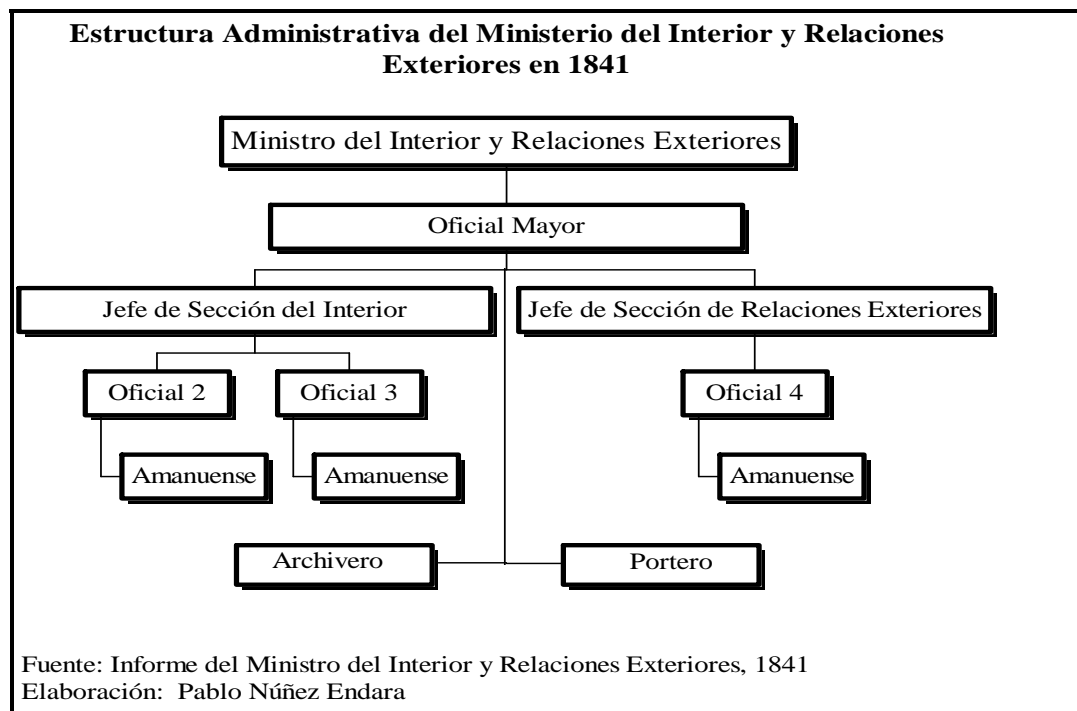 Estructura Administrativa del Ministerio del Interior y Relaciones
Exteriores en 1841
Ministro del Interior y Relaciones Exteriores
Oficial Mayor
Jefe de Sección del Interior
Jefe de Sección de Relaciones Exteriores
Oficial 2
Oficial 3
Oficial 4
Amanuense
Amanuense
Amanuense
Archivero
Portero
Fuente: Informe del Ministro del Interior y Relaciones Exteriores, 1841
Elaboración: Pablo Núñez Endara